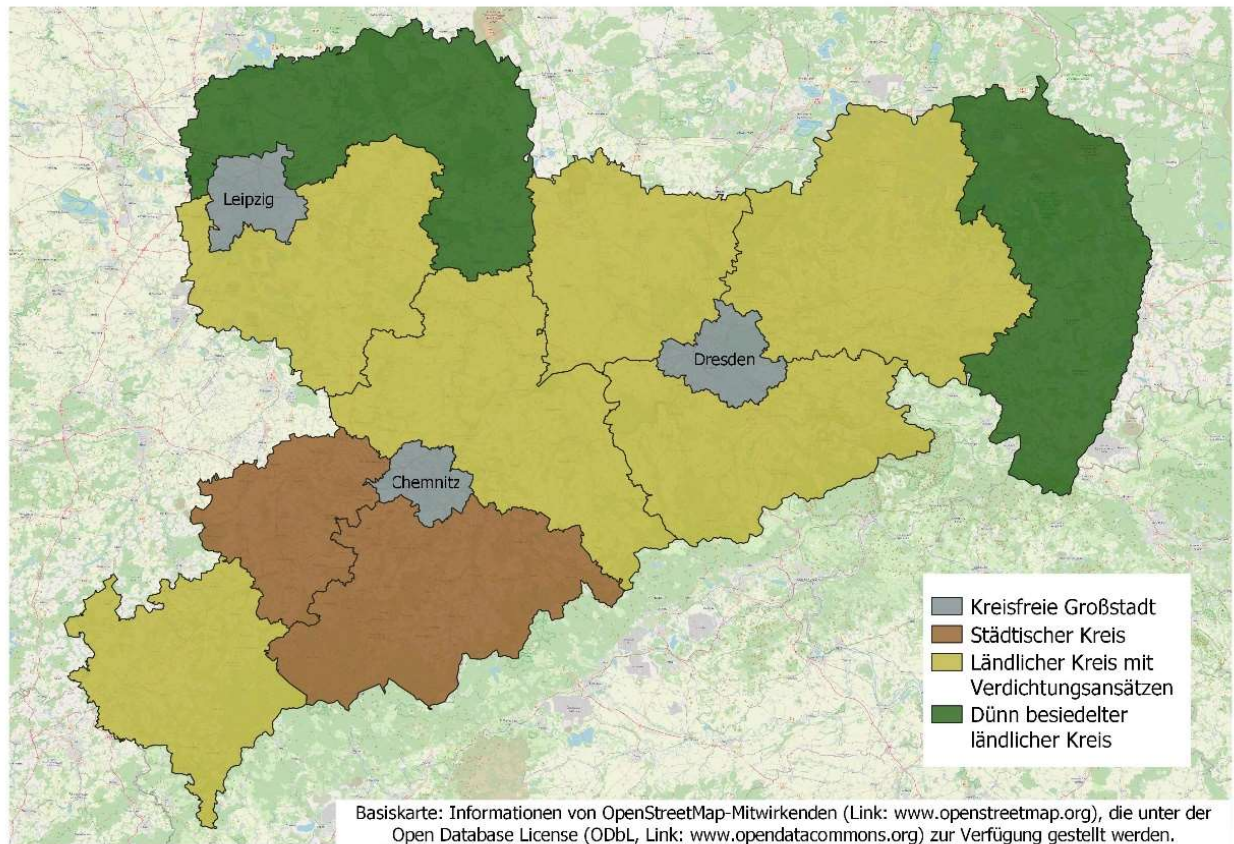 Leipzig
Dresden
Chemnitz
Kreisfreie Großstadt
Städtischer Kreis
Ländlicher Kreis mit
Verdichtungsansätzen
Dünn besiedelter
ländlicher Kreis
Basiskarte: Informationen von OpenStreetMap-Mitwirkenden (Link: www.openstreetmap.org), die unter der
Open Database License (ODbL, Link: www.opendatacommons.org) zur Verfügung gestellt werden.